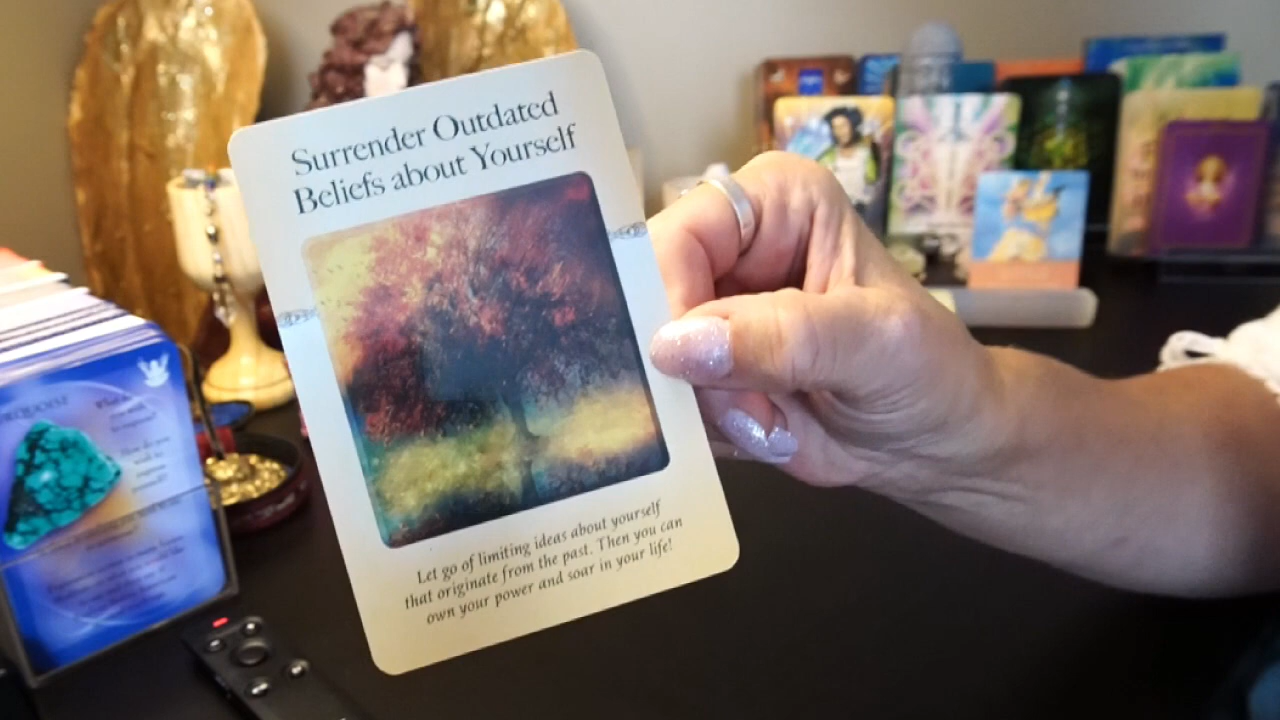 Surrender Outdated
Beliefs about Yourself
Let go of limiting ideas about yourself
that originate from the past. Then you can
own your power and soar in your life!